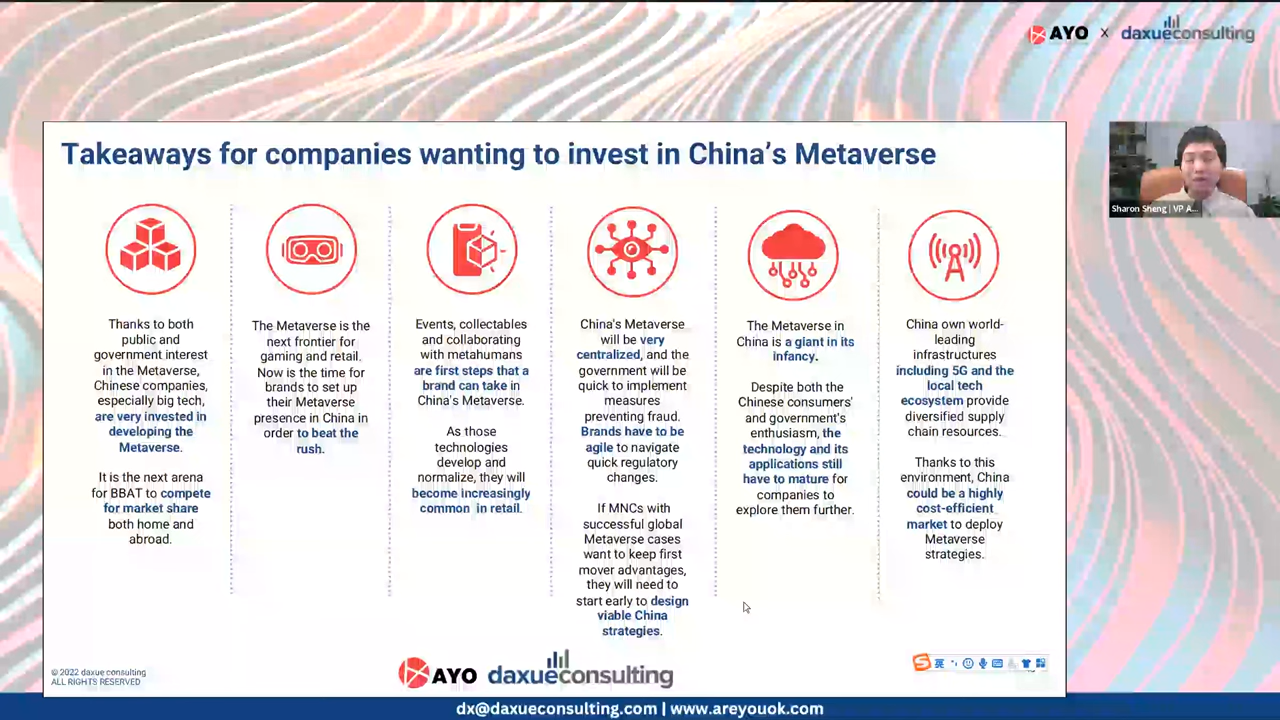 AYO x daxueconsulting
Takeaways for companies wanting to invest in China's Metaverse
Sharon Sheng | VP A...
Thanks to both
public and
government interest
in the Metaverse,
Chinese companies,
especially big tech,
are very invested in
developing the
Metaverse.
It is the next arena
for BBAT to compete
for market share
both home and
abroad.
The Metaverse is the
next frontier for
gaming and retail.
Now is the time for
brands to set up
their Metaverse
presence in China in
order to beat the
rush.
Events, collectables
and collaborating
with metahumans
are first steps that a
brand can take in
China's Metaverse.
As those
technologies
develop and
normalize, they will
become increasingly
common in retail.
China's Metaverse
will be very
centralized, and the
government will be
quick to implement
measures
preventing fraud.
Brands have to be
agile to navigate
quick regulatory
changes.
If MNCs with
successful global
Metaverse cases
want to keep first
mover advantages,
they will need to
start early to design
viable China
strategies.
The Metaverse in
China is a giant in its
infancy.
Despite both the
Chinese consumers'
and government's
enthusiasm, the
technology and its
applications still
have to mature for
companies to
explore them further.
China own world-
leading
infrastructures
including 5G and the
local tech
ecosystem provide
diversified supply
chain resources.
Thanks to this
environment, China
could be a highly
cost-efficient
market to deploy
Metaverse
strategies.
© 2022 daxue consulting
ALL RIGHTS RESERVED
AYO daxueconsulting
S 英
dx@daxueconsulting.com | www.areyouok.com